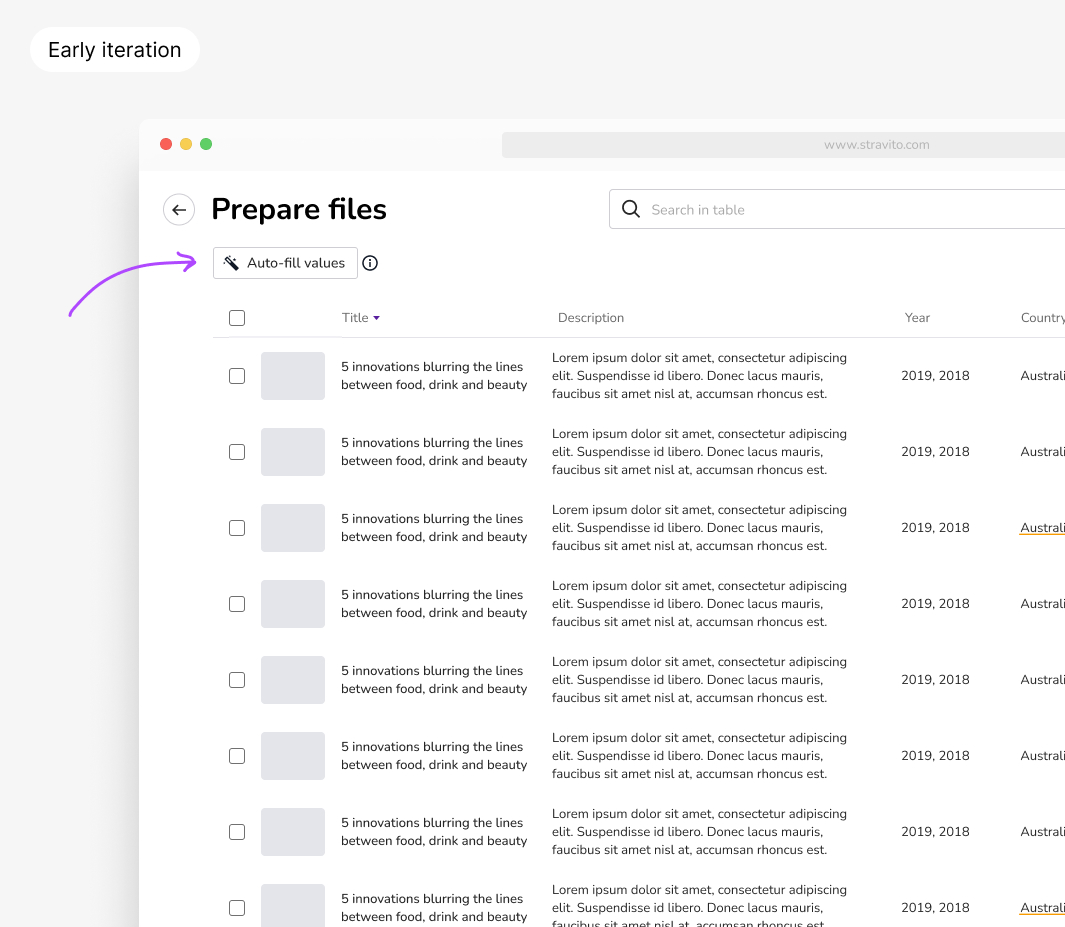 Early iteration
www.stravito.com
Prepare files
Search in table
Auto-fill values
Title Description Year Country
5 innovations blurring the lines
between food, drink and beauty
Lorem ipsum dolor sit amet, consectetur adipiscing
elit. Suspendisse id libero. Donec lacus mauris,
faucibus sit amet nisl at, accumsan rhoncus est.
2019, 2018
Australi
5 innovations blurring the lines
between food, drink and beauty
Lorem ipsum dolor sit amet, consectetur adipiscing
elit. Suspendisse id libero. Donec lacus mauris,
faucibus sit amet nisl at, accumsan rhoncus est.
2019, 2018
Australi
5 innovations blurring the lines
between food, drink and beauty
Lorem ipsum dolor sit amet, consectetur adipiscing
elit. Suspendisse id libero. Donec lacus mauris,
faucibus sit amet nisl at, accumsan rhoncus est.
2019, 2018
Australi
5 innovations blurring the lines
between food, drink and beauty
Lorem ipsum dolor sit amet, consectetur adipiscing
elit. Suspendisse id libero. Donec lacus mauris,
faucibus sit amet nisl at, accumsan rhoncus est.
2019, 2018
Australi
5 innovations blurring the lines
between food, drink and beauty
Lorem ipsum dolor sit amet, consectetur adipiscing
elit. Suspendisse id libero. Donec lacus mauris,
faucibus sit amet nisl at, accumsan rhoncus est.
2019, 2018
Australi
5 innovations blurring the lines
between food, drink and beauty
Lorem ipsum dolor sit amet, consectetur adipiscing
elit. Suspendisse id libero. Donec lacus mauris,
faucibus sit amet nisl at, accumsan rhoncus est.
2019, 2018
Australi
5 innovations blurring the lines
between food, drink and beauty
Lorem ipsum dolor sit amet, consectetur adipiscing
elit. Suspendisse id libero. Donec lacus mauris,
faucibus sit amet nisl at, accumsan rhoncus est.
2019, 2018
Australi
5 innovations blurring the lines
between food, drink and beauty
Lorem ipsum dolor sit amet, consectetur adipiscing
elit. Suspendisse id libero. Donec lacus mauris,
faucibus sit amet nisl at, accumsan rhoncus est.
2019, 2018
Australi